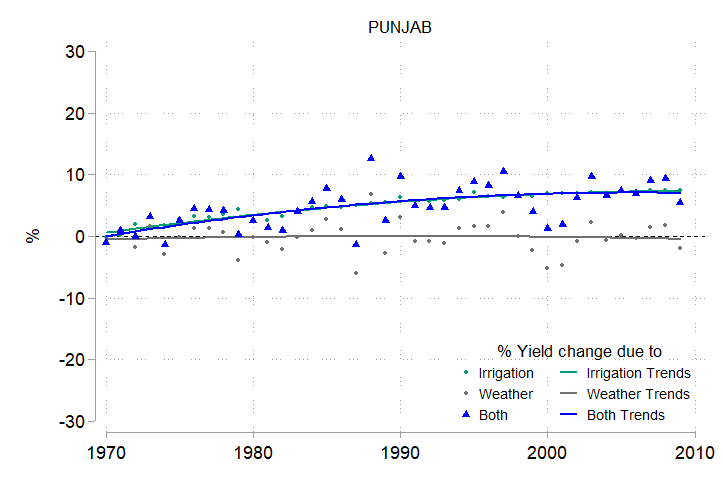 PUNJAB
30
20
10
0
-10
-20
-30
%
% Yield change due to
Irrigation Irrigation Trends
Weather Weather Trends
Both Both Trends
1970 1980 1990 2000 2010